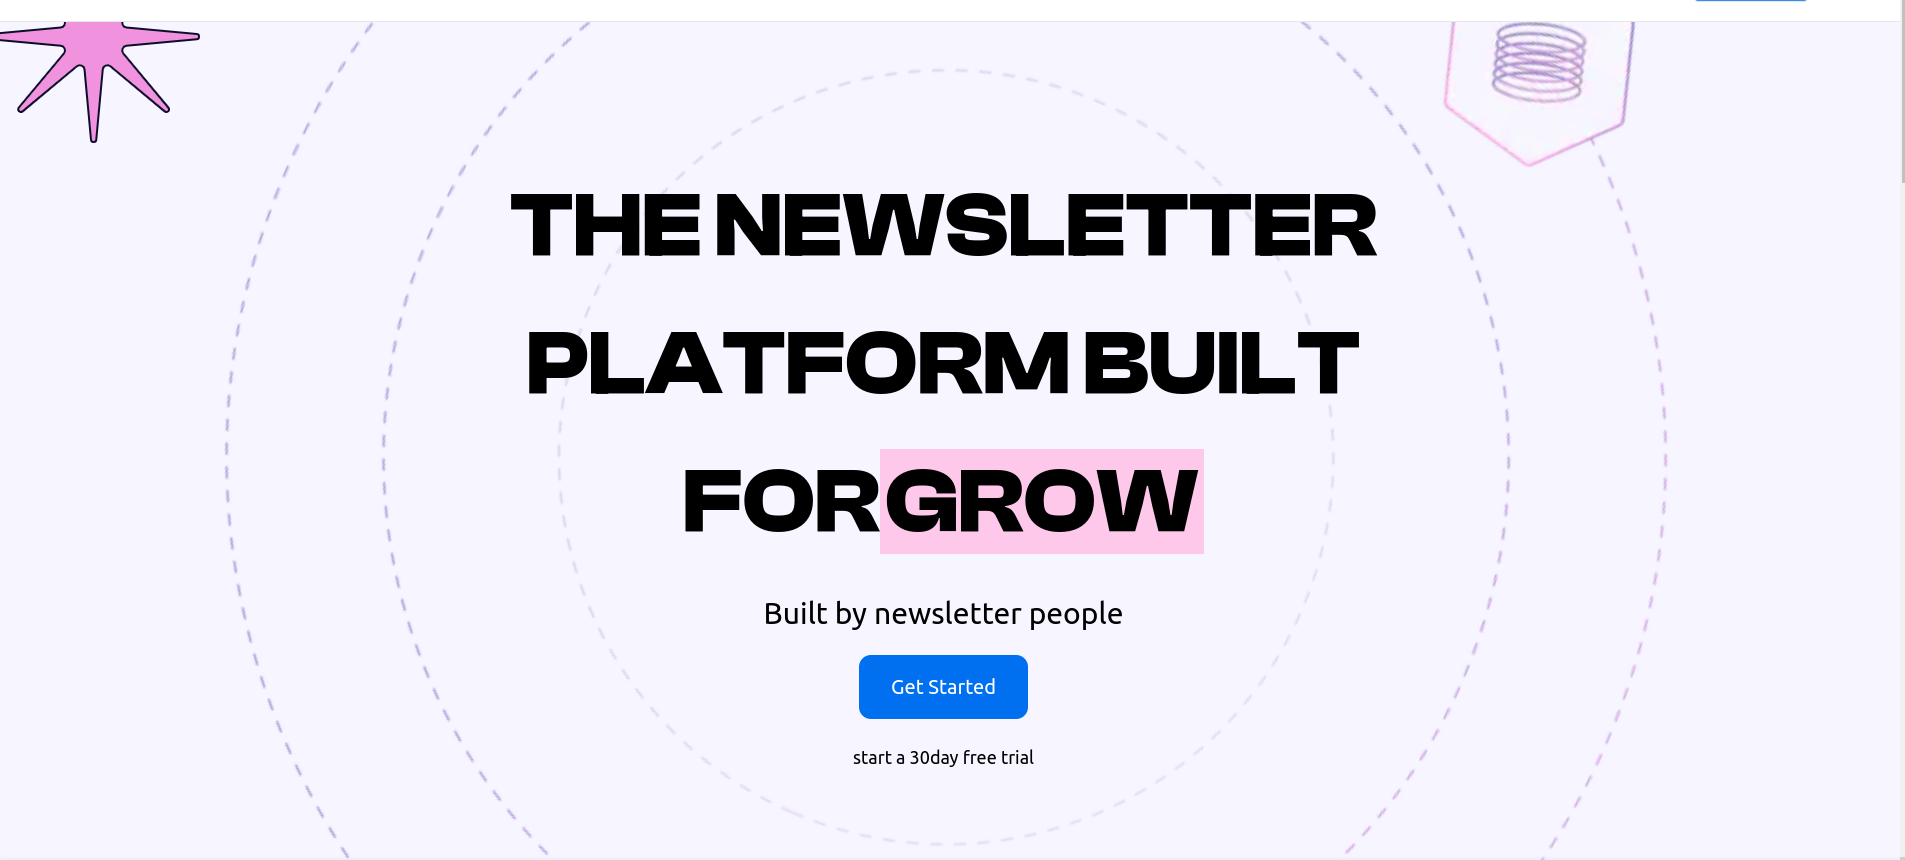 THE NEWSLETTER
PLATFORM BUILT
FOR GROW
Built by newsletter people
Get Started
start a 30day free trial